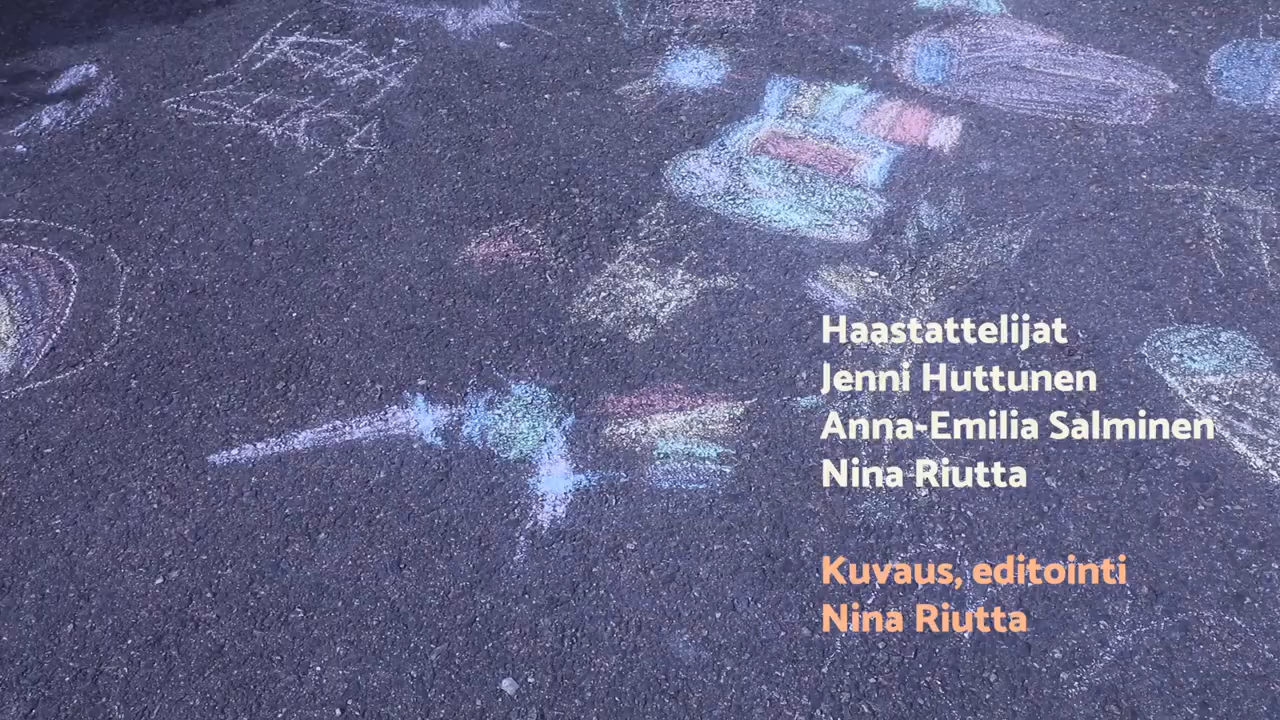 Haastattelijat
Jenni Huttunen
Anna-Emilia Salminen
Nina Riutta
Kuvaus, editointi
Nina Riutta